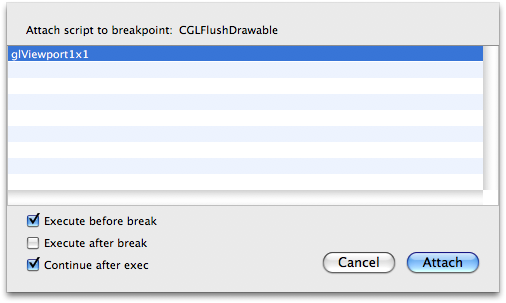 Attach script to breakpoint: CGLFlushDrawable
glViewport1x1
Execute before break
Execute after break
Continue after exec
Cancel Attach